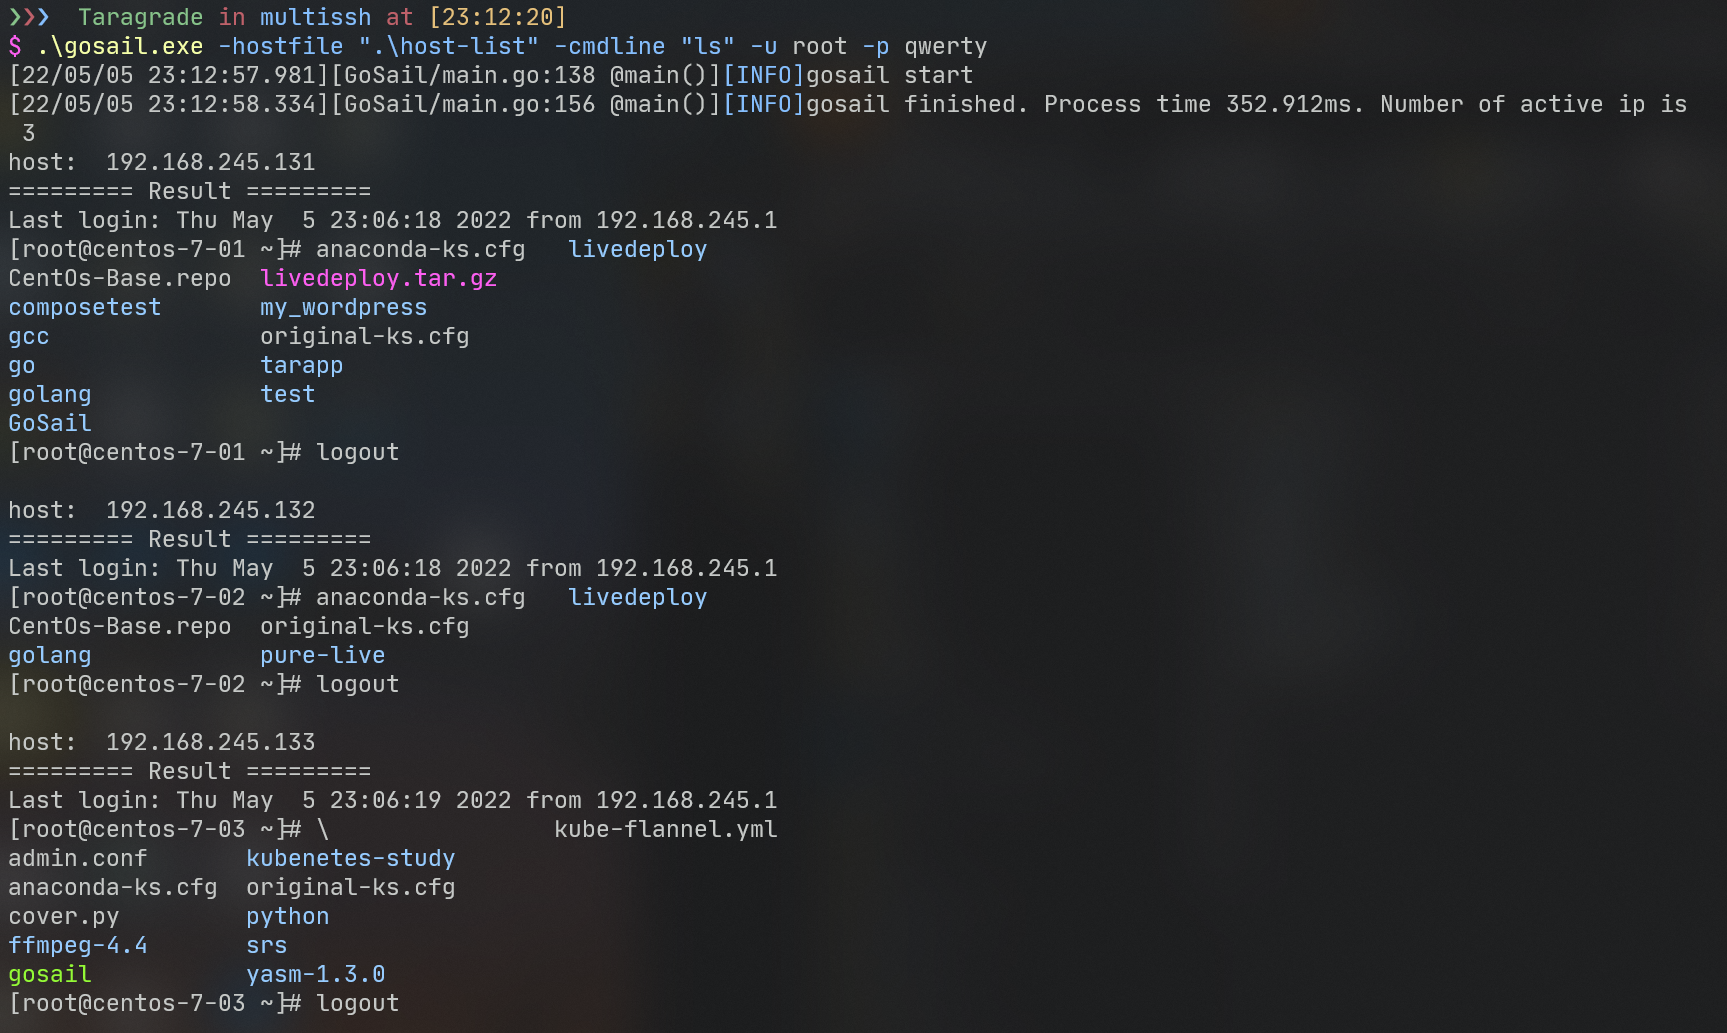 ❯❯❯  Taragrade in multissh at [23:12:20]
$ .\gosail.exe -hostfile ".\host-list" -cmdline "ls" -u root -p qwerty
[22/05/05 23:12:57.981][GoSail/main.go:138 @main()][INFO]gosail start
[22/05/05 23:12:58.334][GoSail/main.go:156 @main()][INFO]gosail finished. Process time 352.912ms. Number of active ip is
 3
host:  192.168.245.131
========= Result =========
Last login: Thu May  5 23:06:18 2022 from 192.168.245.1
[root@centos-7-01 ~]# anaconda-ks.cfg   livedeploy
CentOs-Base.repo  livedeploy.tar.gz
composetest       my_wordpress
gcc               original-ks.cfg
go                tarapp
golang            test
GoSail
[root@centos-7-01 ~]# logout

host:  192.168.245.132
========= Result =========
Last login: Thu May  5 23:06:18 2022 from 192.168.245.1
[root@centos-7-02 ~]# anaconda-ks.cfg   livedeploy
CentOs-Base.repo  original-ks.cfg
golang            pure-live
[root@centos-7-02 ~]# logout

host:  192.168.245.133
========= Result =========
Last login: Thu May  5 23:06:19 2022 from 192.168.245.1
[root@centos-7-03 ~]# \                kube-flannel.yml
admin.conf       kubenetes-study
anaconda-ks.cfg  original-ks.cfg
cover.py         python
ffmpeg-4.4       srs
gosail           yasm-1.3.0
[root@centos-7-03 ~]# logout